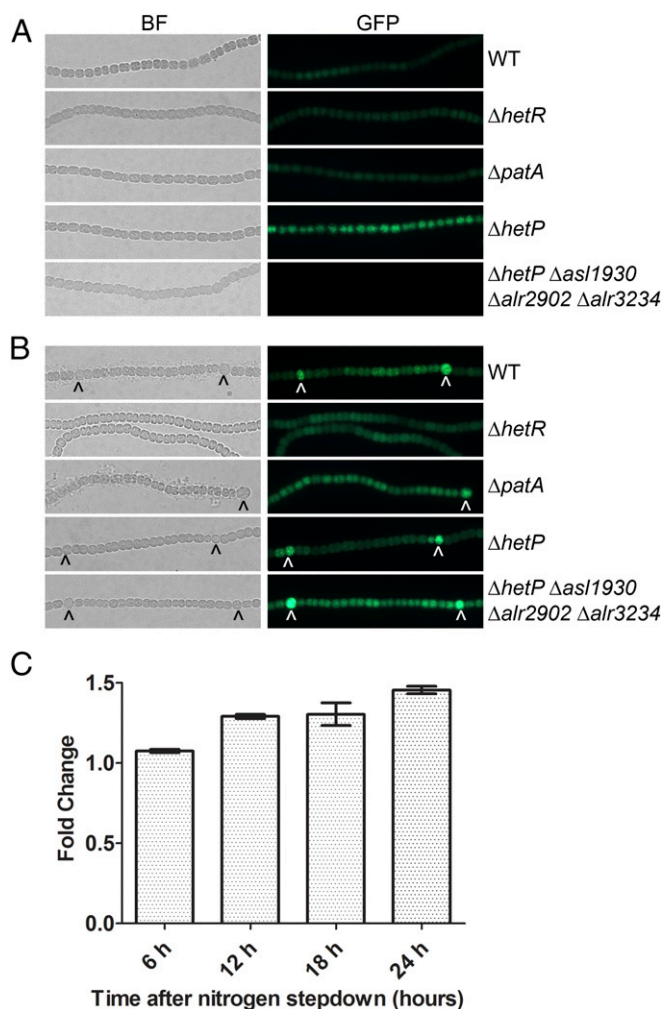 A
BF
GFP
WT
ΔhetR
ΔpatA
ΔhetP
ΔhetP Δasl1930
Δalr2902 Δalr3234
B
^ ^ ^ ^ WT
ΔhetR
^ ^ ΔpatA
^ ^ ^ ^ ΔhetP
ΔhetP Δasl1930
^ ^ ^ ^ Δalr2902 Δalr3234
C
Fold Change
1.5
1.0
0.5
0.0
6 h
12 h
18 h
24 h
Time after nitrogen stepdown (hours)